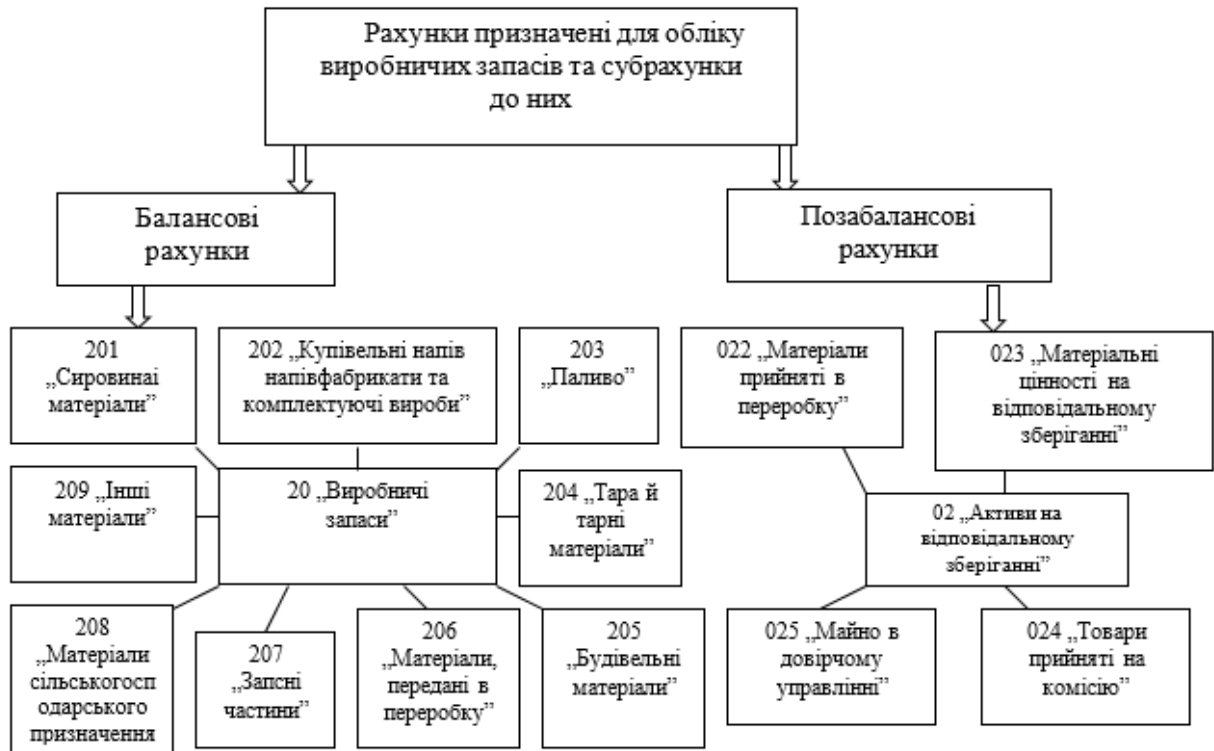 Рахунки призначені для обліку
виробничих запасів та субрахунки
до них
Балансові
рахунки
Позабалансові
рахунки
201
„Сировинаі
матеріали”
202 „Купівельні напів
напівфабрикати та
комплектуючі вироби”
203
„Паливо”
022 „Матеріали
прийняті в
переробку”
023 „Матеріальні
цінності на
відповідальному
зберіганні”
209 „Інші
матеріали”
20 „Виробничі
запаси”
204 „Тара й
тарні
матеріали”
02 „Активи на
відповідальному
зберіганні”
208
„Матеріали
сільськогосп
одарського
призначення
207
„Запсні
частини”
206
„Матеріали,
передані в
переробку”
205
„Будівельні
матеріали”
025 „Майно в
довірчому
управлінні”
024 „Товари
прийняті на
комісію”